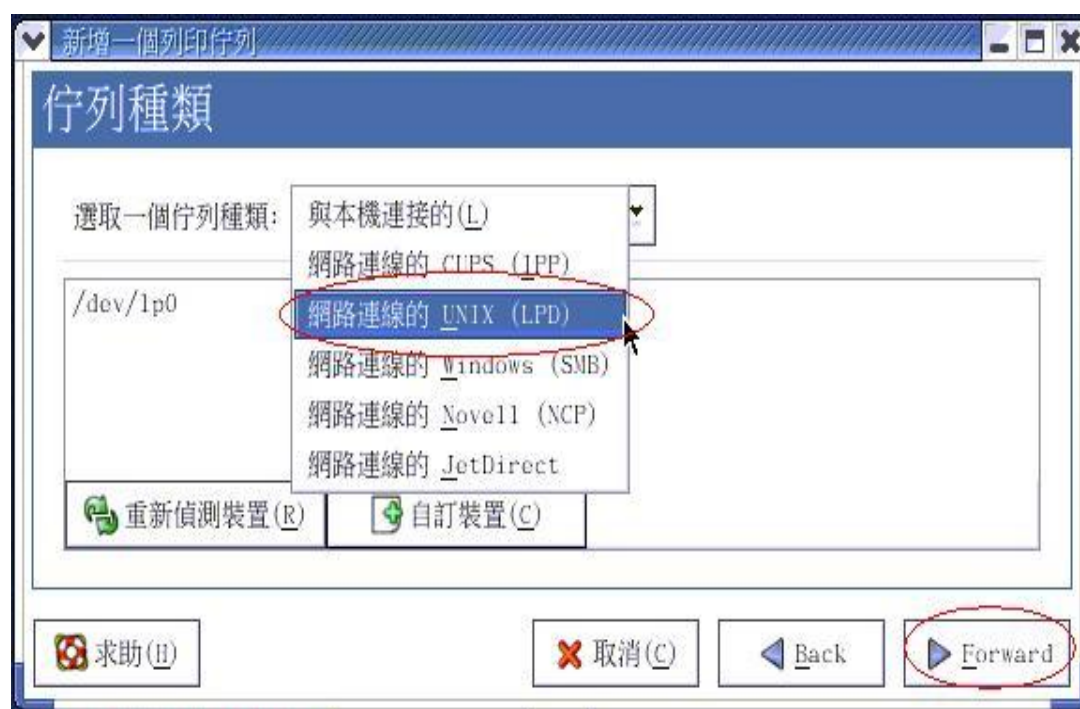 新增一個列印佇列
佇列種類
選取一個佇列種類:
與本機連接的(L)
網路連線的 CUPS (IPP)
/dev/lp0
網路連線的 UNIX (LPD)
網路連線的 Windows (SMB)
網路連線的 Novell (NCP)
網路連線的 JetDirect
重新偵測裝置(R)
自訂裝置(C)
求助(H)
取消(C)
Back
Forward